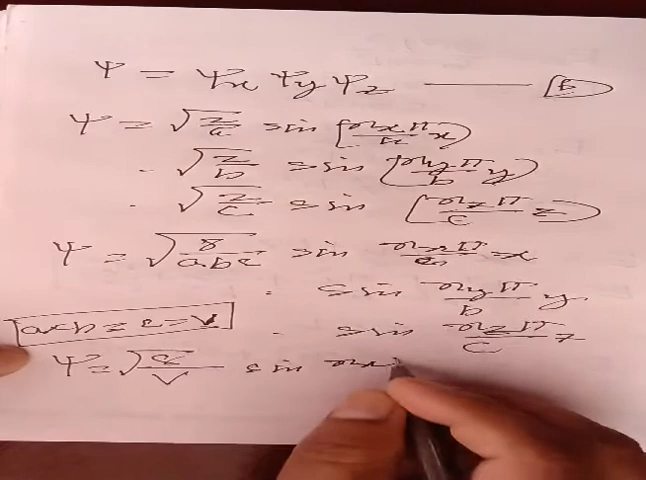 ψ = ψx ψy ψz —— (E)
ψ = √(2/a) sin (nxπ/a x)
. √(2/b) sin (nyπ/b y)
. √(2/c) sin (nzπ/c z)
ψ = √(8/abc) sin nxπ/a x
. sin nyπ/b y.
. sin nzπ/c z
ψ = √(8/V) sin nx